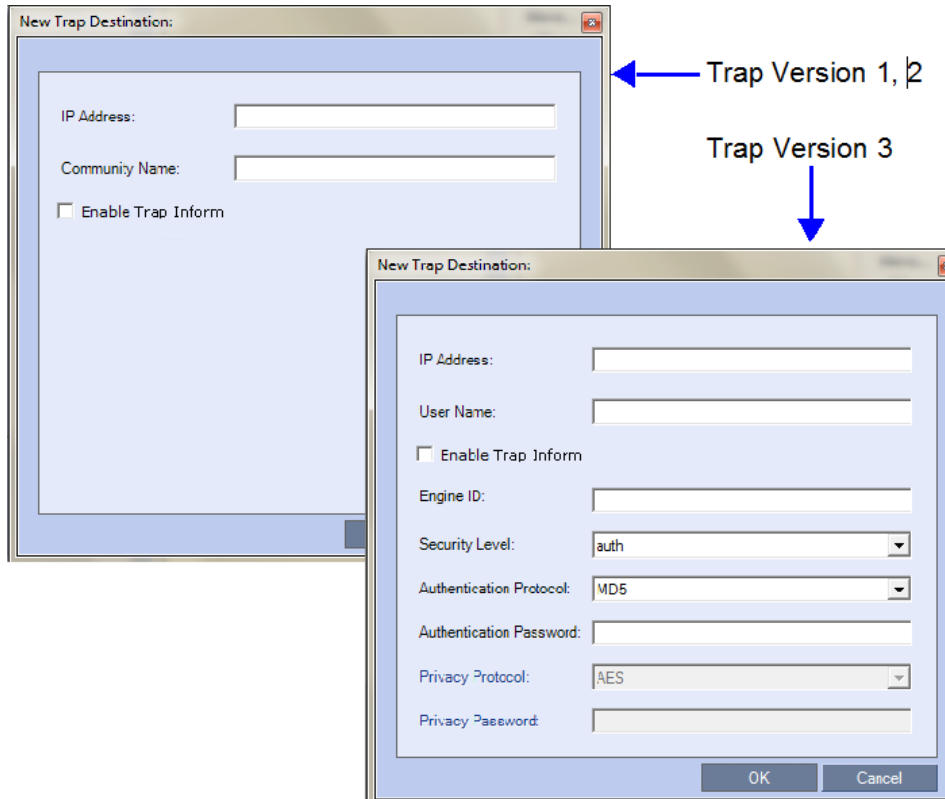 New Trap Destination:
Trap Version 1, 2
IP Address:
Community Name:
Enable Trap Inform
Trap Version 3
New Trap Destination:
IP Address:
User Name:
Enable Trap Inform
Engine ID:
Security Level: auth
Authentication Protocol: MD5
Authentication Password:
Privacy Protocol: AES
Privacy Password:
OK Cancel